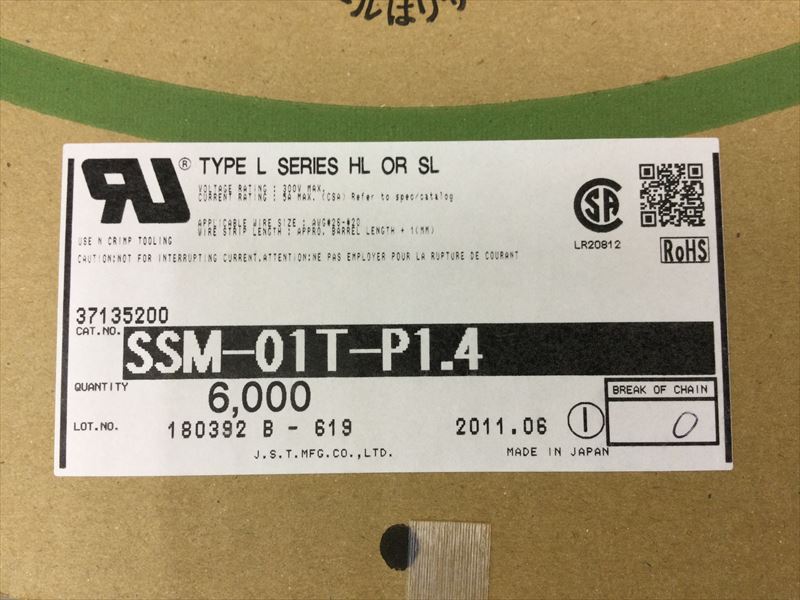 ® TYPE L SERIES HL OR SL
VOLTAGE RATING : 300V MAX.
CURRENT RATING : 5A MAX. (CSA) Refer to spec/catalog
APPLICABLE WIRE SIZE : AWG#28-#20
WIRE STRIP LENGTH : APPRO. BARREL LENGTH + 1(MM)
USE N CRIMP TOOLING
CAUTION:NOT FOR INTERRUPTING CURRENT.ATTENTION:NE PAS EMPLOYER POUR LA RUPTURE DE COURANT
LR20812
RoHS
37135200
CAT.NO. SSM-01T-P1.4
QUANTITY 6,000
BREAK OF CHAIN
0
LOT.NO. 180392 B - 619 2011.06 1
J.S.T.MFG.CO.,LTD. MADE IN JAPAN